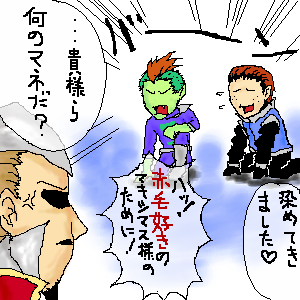 ・・・貴様ら
何のマネだ？
ハッ！
赤毛好きの
マキシマス様の
ために！
染めてき
ました♡